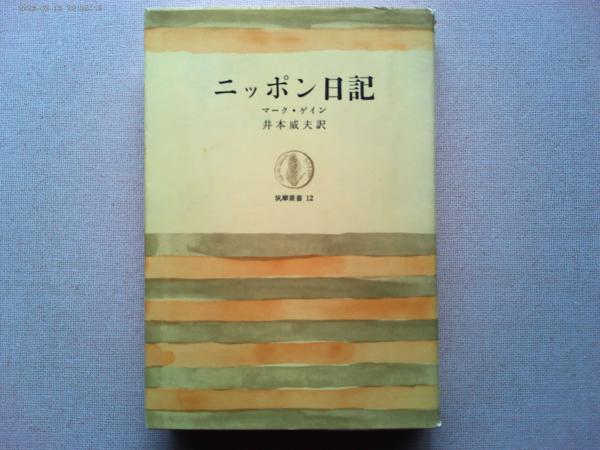 ニッポン日記
マーク・ゲイン
井本威夫訳
筑摩叢書 12